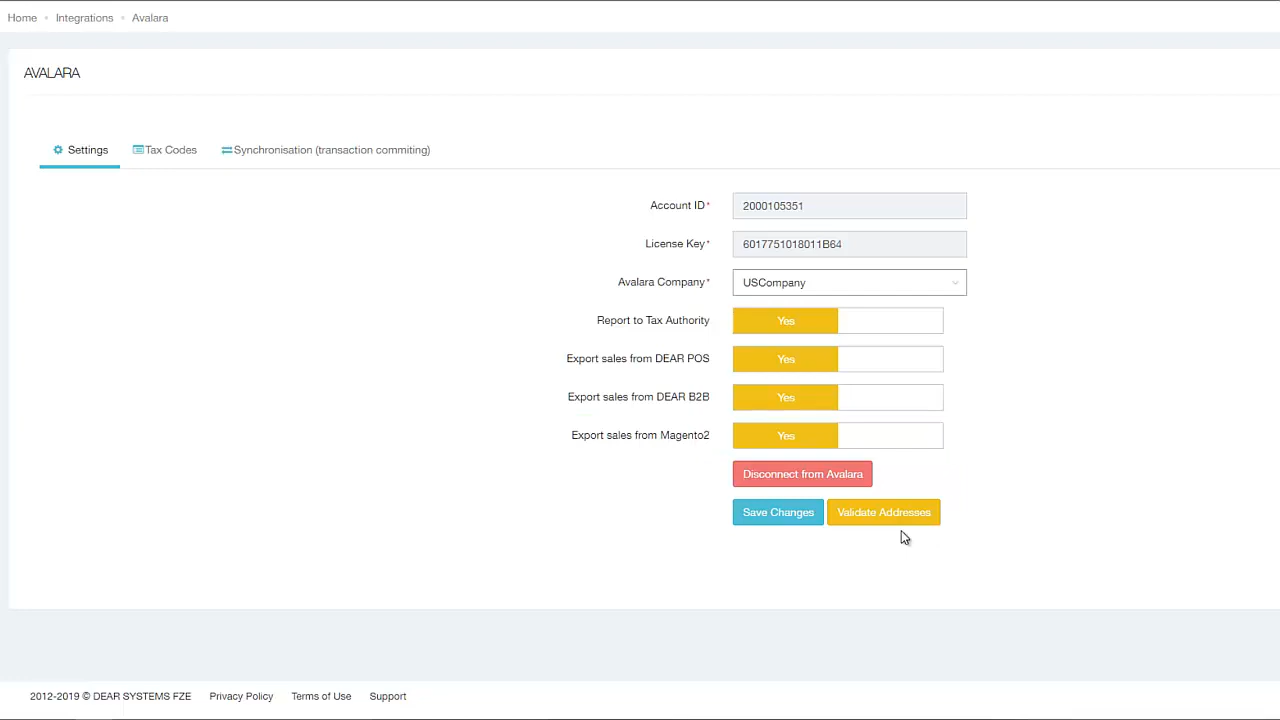 Home • Integrations • Avalara
AVALARA
Settings Tax Codes Synchronisation (transaction commiting)
Account ID* 2000105351
License Key* 6017751018011B64
Avalara Company* USCompany
Report to Tax Authority Yes
Export sales from DEAR POS Yes
Export sales from DEAR B2B Yes
Export sales from Magento2 Yes
Disconnect from Avalara
Save Changes Validate Addresses
2012-2019 © DEAR SYSTEMS FZE Privacy Policy Terms of Use Support